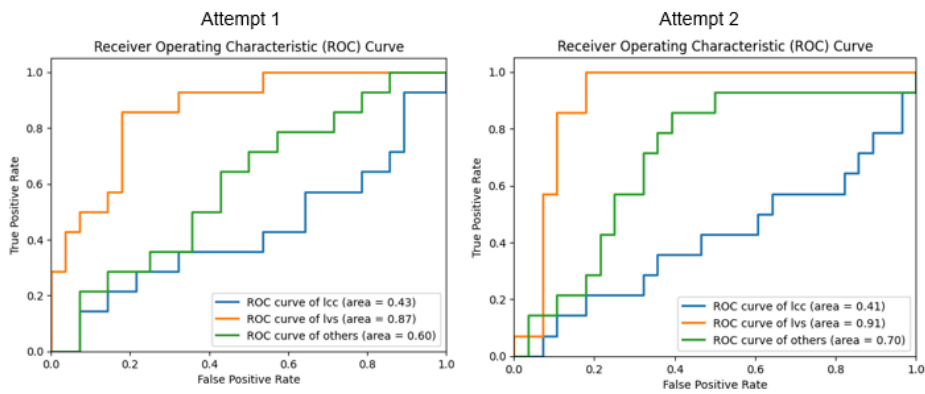 Attempt 1
Receiver Operating Characteristic (ROC) Curve
True Positive Rate
1.0
0.8
0.6
0.4
0.2
0.0
ROC curve of lcc (area = 0.43)
ROC curve of lvs (area = 0.87)
ROC curve of others (area = 0.60)
0.0 0.2 0.4 0.6 0.8 1.0
False Positive Rate
Attempt 2
Receiver Operating Characteristic (ROC) Curve
True Positive Rate
1.0
0.8
0.6
0.4
0.2
0.0
ROC curve of lcc (area = 0.41)
ROC curve of lvs (area = 0.91)
ROC curve of others (area = 0.70)
0.0 0.2 0.4 0.6 0.8 1.0
False Positive Rate